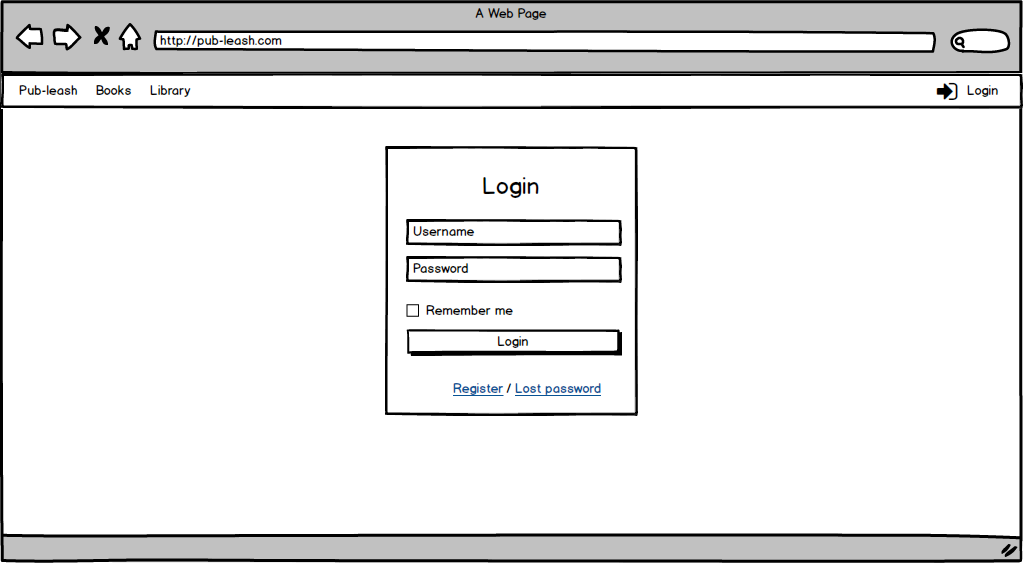 A Web Page
http://pub-leash.com
Pub-leash Books Library Login
Login
Username
Password
Remember me
Login
Register / Lost password